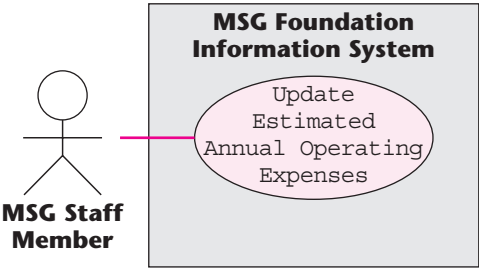 MSG Foundation
Information System
Update
Estimated
Annual Operating
Expenses
MSG Staff
Member